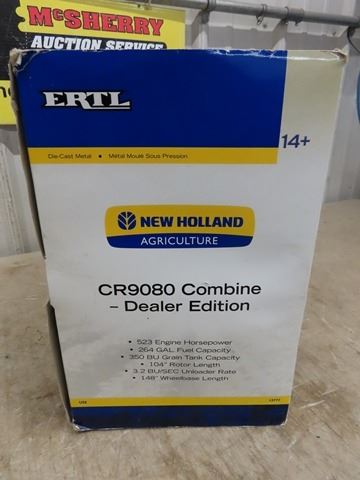 McSHERRY
AUCTION SERVICE
ERTL
14+
Die-Cast Metal • Métal Moulé Sous Pression
NEW HOLLAND
AGRICULTURE
CR9080 Combine
– Dealer Edition
• 523 Engine Horsepower
• 264 GAL Fuel Capacity
• 350 BU Grain Tank Capacity
• 104" Rotor Length
• 3.2 BU/SEC Unloader Rate
• 148" Wheelbase Length